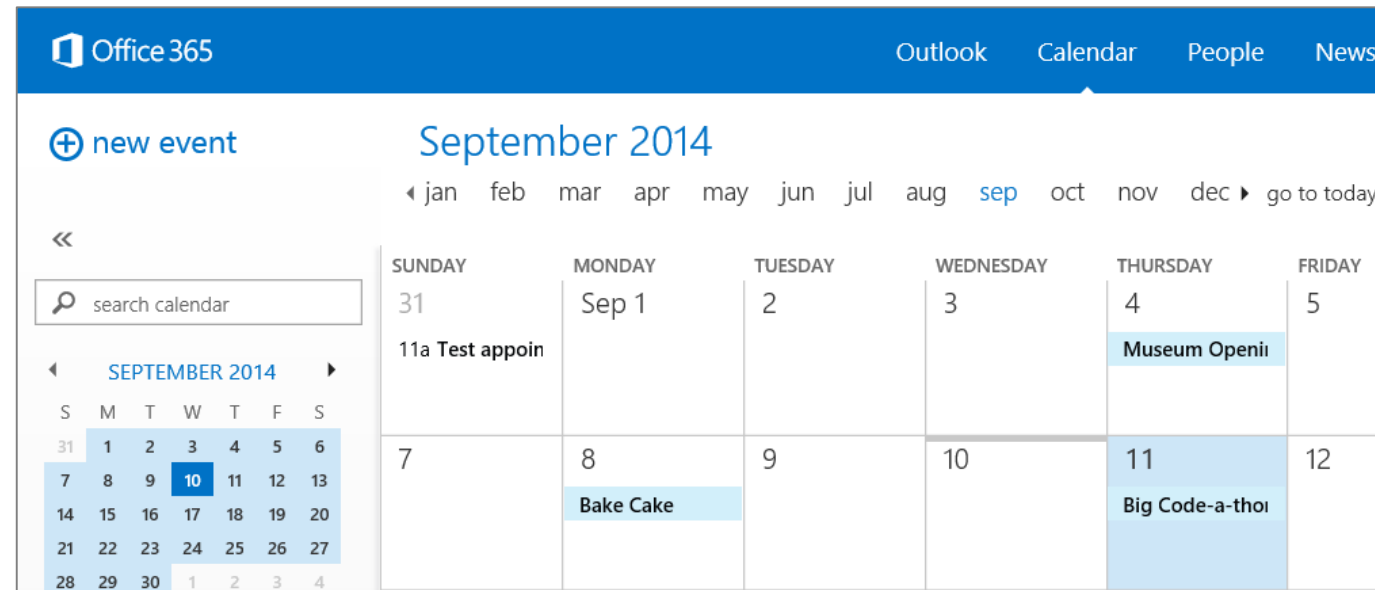 Office 365 Outlook Calendar People News
new event
September 2014
jan feb mar apr may jun jul aug sep oct nov dec go to today
SUNDAY MONDAY TUESDAY WEDNESDAY THURSDAY FRIDAY
search calendar
31 Sep 1 2 3 4 5
11a Test appoin Museum Openi
SEPTEMBER 2014
S M T W T F S
31 1 2 3 4 5 6
7 8 9 10 11 12 13
14 15 16 17 18 19 20
21 22 23 24 25 26 27
28 29 30 1 2 3 4
7 8 9 10 11 12
Bake Cake Big Code-a-tho